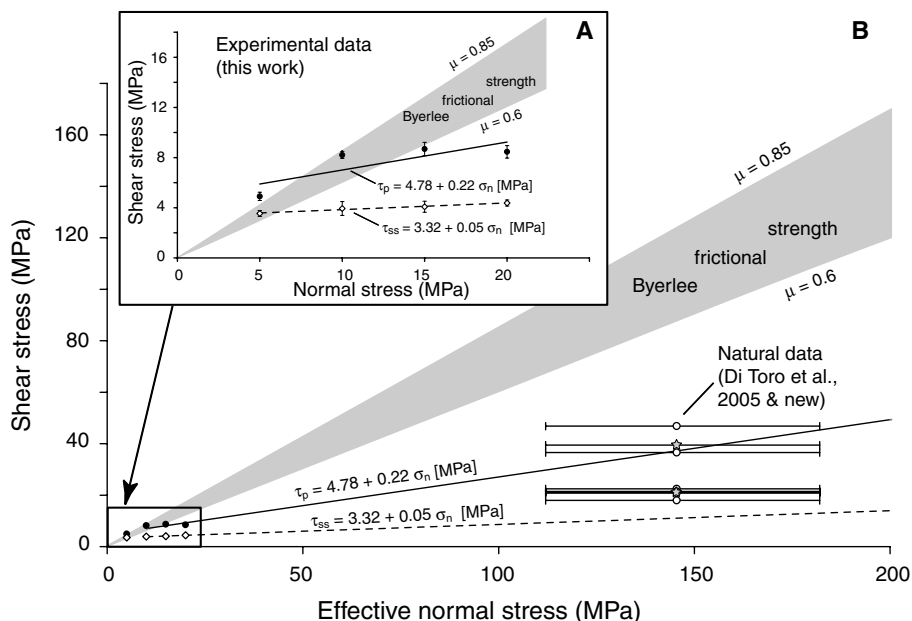 A
Experimental data
(this work)
Shear stress (MPa)
18
16
12
8
4
0
μ = 0.85
strength
frictional
Byerlee
μ = 0.6
τp = 4.78 + 0.22 σn [MPa]
τss = 3.32 + 0.05 σn [MPa]
0
5
10
15
20
Normal stress (MPa)
B
Shear stress (MPa)
160
120
80
40
0
μ = 0.85
strength
frictional
Byerlee
μ = 0.6
Natural data
(Di Toro et al.,
2005 & new)
τp = 4.78 + 0.22 σn [MPa]
τss = 3.32 + 0.05 σn [MPa]
0
50
100
150
200
Effective normal stress (MPa)